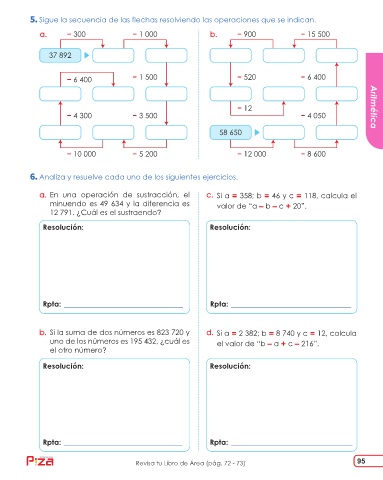 5. Sigue la secuencia de las flechas resolviendo las operaciones que se indican.
a. − 300 − 1 000
b. − 900 − 15 500
37 892
− 6 400 − 1 500
− 520 − 6 400
− 12
− 4 300 − 3 500
− 4 050
58 650
− 10 000 − 5 200
− 12 000 − 8 600
Aritmética
6. Analiza y resuelve cada uno de los siguientes ejercicios.
a. En una operación de sustracción, el
minuendo es 49 634 y la diferencia es
12 791. ¿Cuál es el sustraendo?
c. Si a = 358; b = 46 y c = 118, calcula el
valor de “a – b – c + 20”.
Resolución:
Resolución:
Rpta:
Rpta:
b. Si la suma de dos números es 823 720 y
uno de los números es 195 432, ¿cuál es
el otro número?
d. Si a = 2 382; b = 8 740 y c = 12, calcula
el valor de “b – a + c – 216”.
Resolución:
Resolución:
Rpta:
Rpta:
Revisa tu Libro de Área (pág. 72 - 73)
95